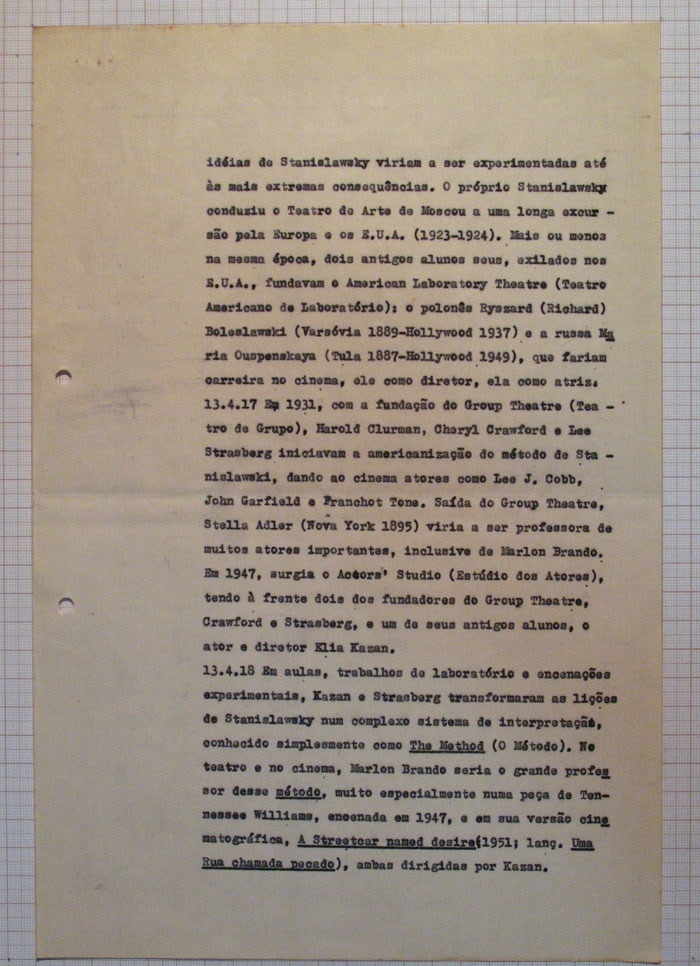 idéias de Stanislawsky viriam a ser experimentadas até
às mais extremas consequências. O próprio Stanislawsky
conduziu o Teatro de Arte de Moscou a uma longa excur -
são pela Europa e os E.U.A. (1923-1924). Mais ou menos
na mesma época, dois antigos alunos seus, exilados nos
E.U.A., fundavam o American Laboratory Theatre (Teatro
Americano de Laboratório): o polonês Ryszard (Richard)
Boleslawski (Varsóvia 1889-Hollywood 1937) e a russa Ma
ria Ouspenskaya (Tula 1887-Hollywood 1949), que fariam
carreira no cinema, ele como diretor, ela como atriz.
13.4.17 Em 1931, com a fundação do Group Theatre (Tea -
tro de Grupo), Harold Clurman, Cheryl Crawford e Lee
Strasberg iniciavam a americanização do método de Sta -
nislawski, dando ao cinema atores como Lee J. Cobb,
John Garfield e Franchot Tone. Saída do Group Theatre,
Stella Adler (Nova York 1895) viria a ser professora de
muitos atores importantes, inclusive de Marlon Brando.
Em 1947, surgia o Actors' Studio (Estúdio dos Atores),
tendo à frente dois dos fundadores do Group Theatre,
Crawford e Strasberg, e um de seus antigos alunos, o
ator e diretor Elia Kazan.
13.4.18 Em aulas, trabalhos de laboratório e encenações
experimentais, Kazan e Strasberg transformaram as lições
de Stanislawsky num complexo sistema de interpretação,
conhecido simplesmente como The Method (O Método). No
teatro e no cinema, Marlon Brando seria o grande profes
sor desse método, muito especialmente numa peça de Ten-
nessee Williams, encenada em 1947, e em sua versão cine
matográfica, A Streetcar named desire(1951; lanç. Uma
Rua chamada pecado), ambas dirigidas por Kazan.